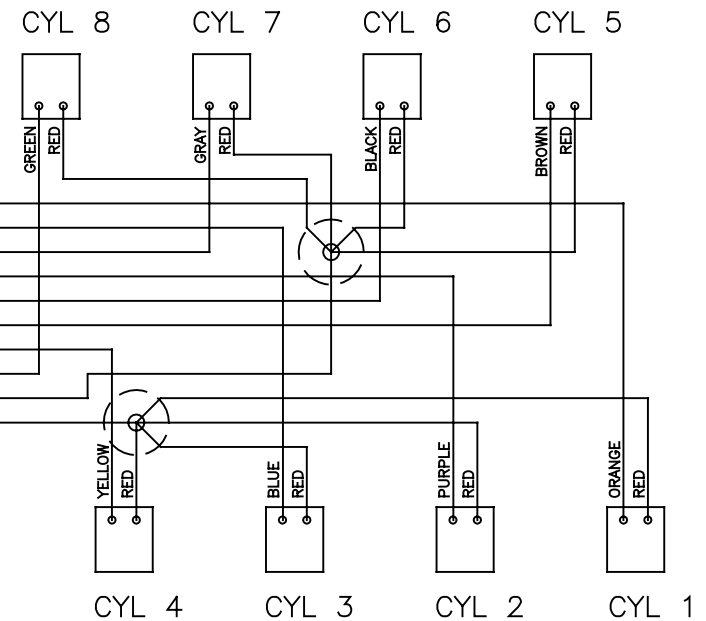 CYL 8 CYL 7 CYL 6 CYL 5
GREEN RED GRAY RED BLACK RED BROWN RED
YELLOW RED BLUE RED PURPLE RED ORANGE RED
CYL 4 CYL 3 CYL 2 CYL 1